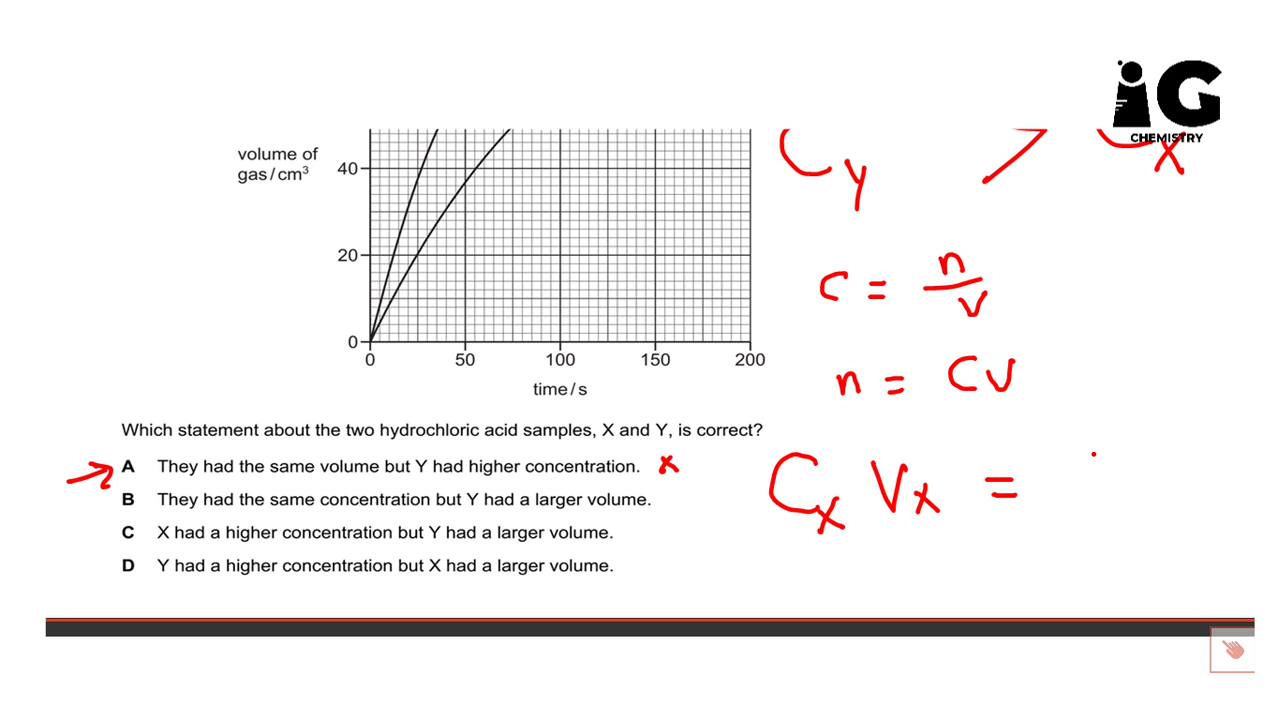 iG
CHEMISTRY
volume of
gas / cm³
40
20
0
0 50 100 150 200
time / s
Cy > Cx
c = n/v
n = CV
Cx Vx =
Which statement about the two hydrochloric acid samples, X and Y, is correct?
A They had the same volume but Y had higher concentration. x
B They had the same concentration but Y had a larger volume.
C X had a higher concentration but Y had a larger volume.
D Y had a higher concentration but X had a larger volume.